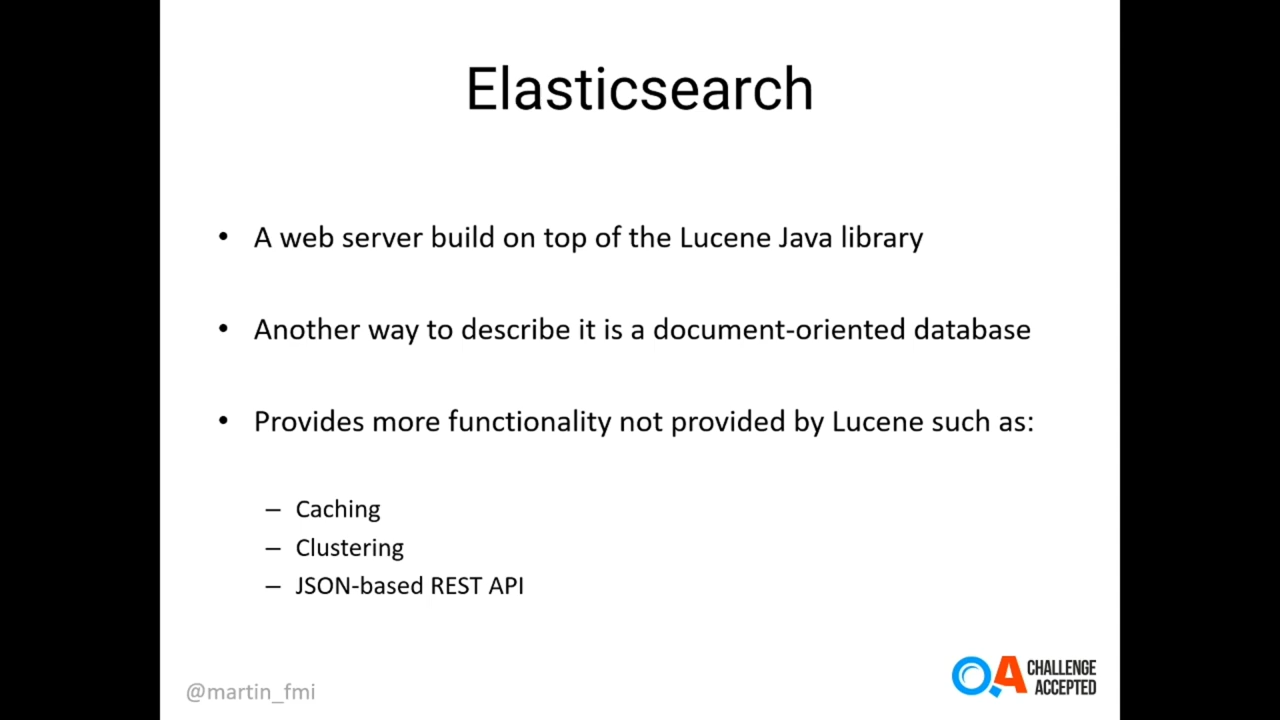 Elasticsearch
• A web server build on top of the Lucene Java library
• Another way to describe it is a document-oriented database
• Provides more functionality not provided by Lucene such as:
– Caching
– Clustering
– JSON-based REST API
@martin_fmi
QA CHALLENGE
ACCEPTED